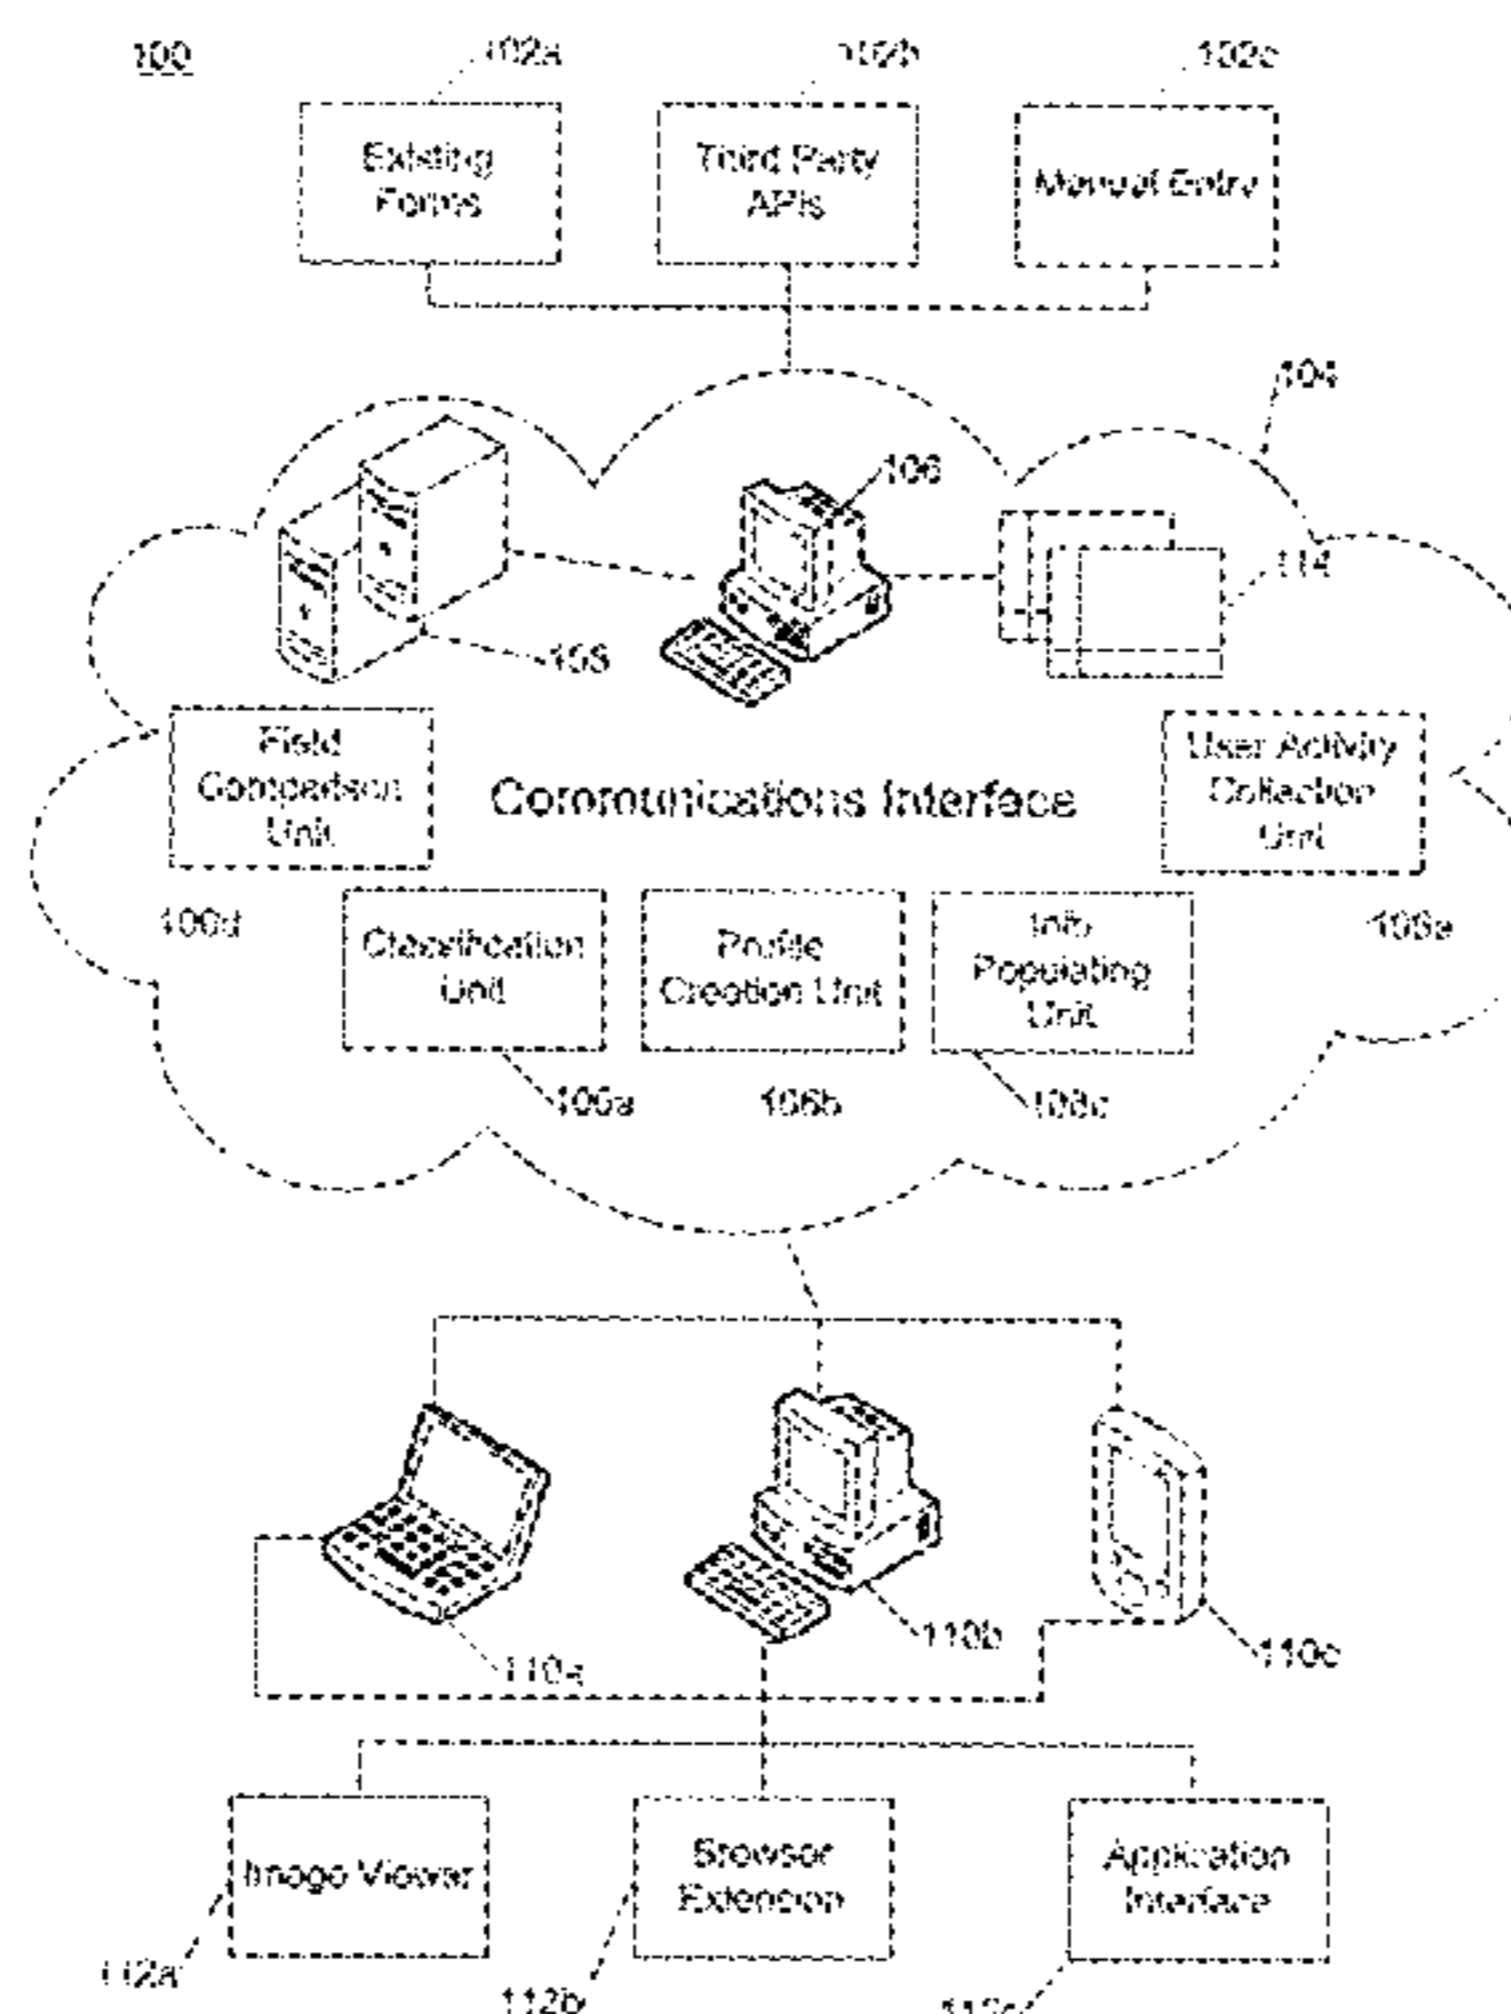 100
102a
102b
102c
Existing
Forms
Third Party
APIs
Manual Entry
104
106
114
108
Field
Comparison
Unit
Communications Interface
User Activity
Collection
Unit
106d
106e
Classification
Unit
Profile
Creation Unit
Info
Populating
Unit
106a
106b
106c
110b
110c
110a
Image Viewer
Browser
Extension
Application
Interface
112a
112b
112c